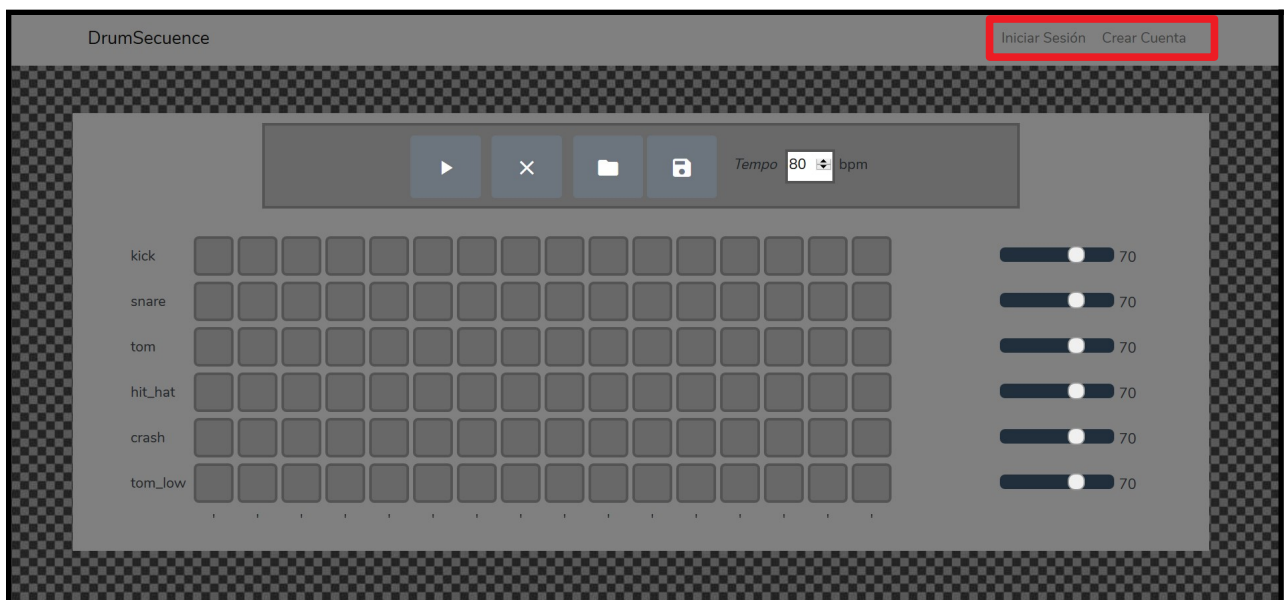 DrumSecuence
Iniciar Sesión Crear Cuenta
Tempo 80 bpm
kick 70
snare 70
tom 70
hit_hat 70
crash 70
tom_low 70